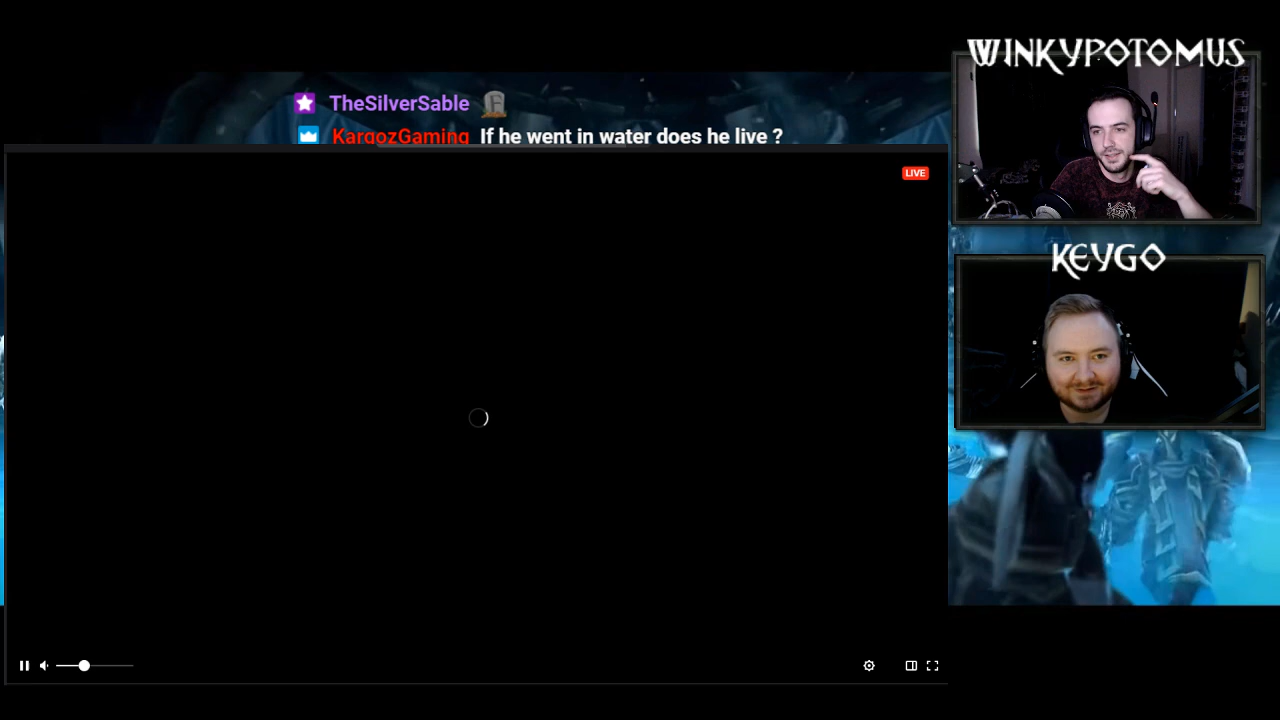 WINKYPOTOMUS
TheSilverSable
KargozGaming If he went in water does he live ?
LIVE
KEYGO